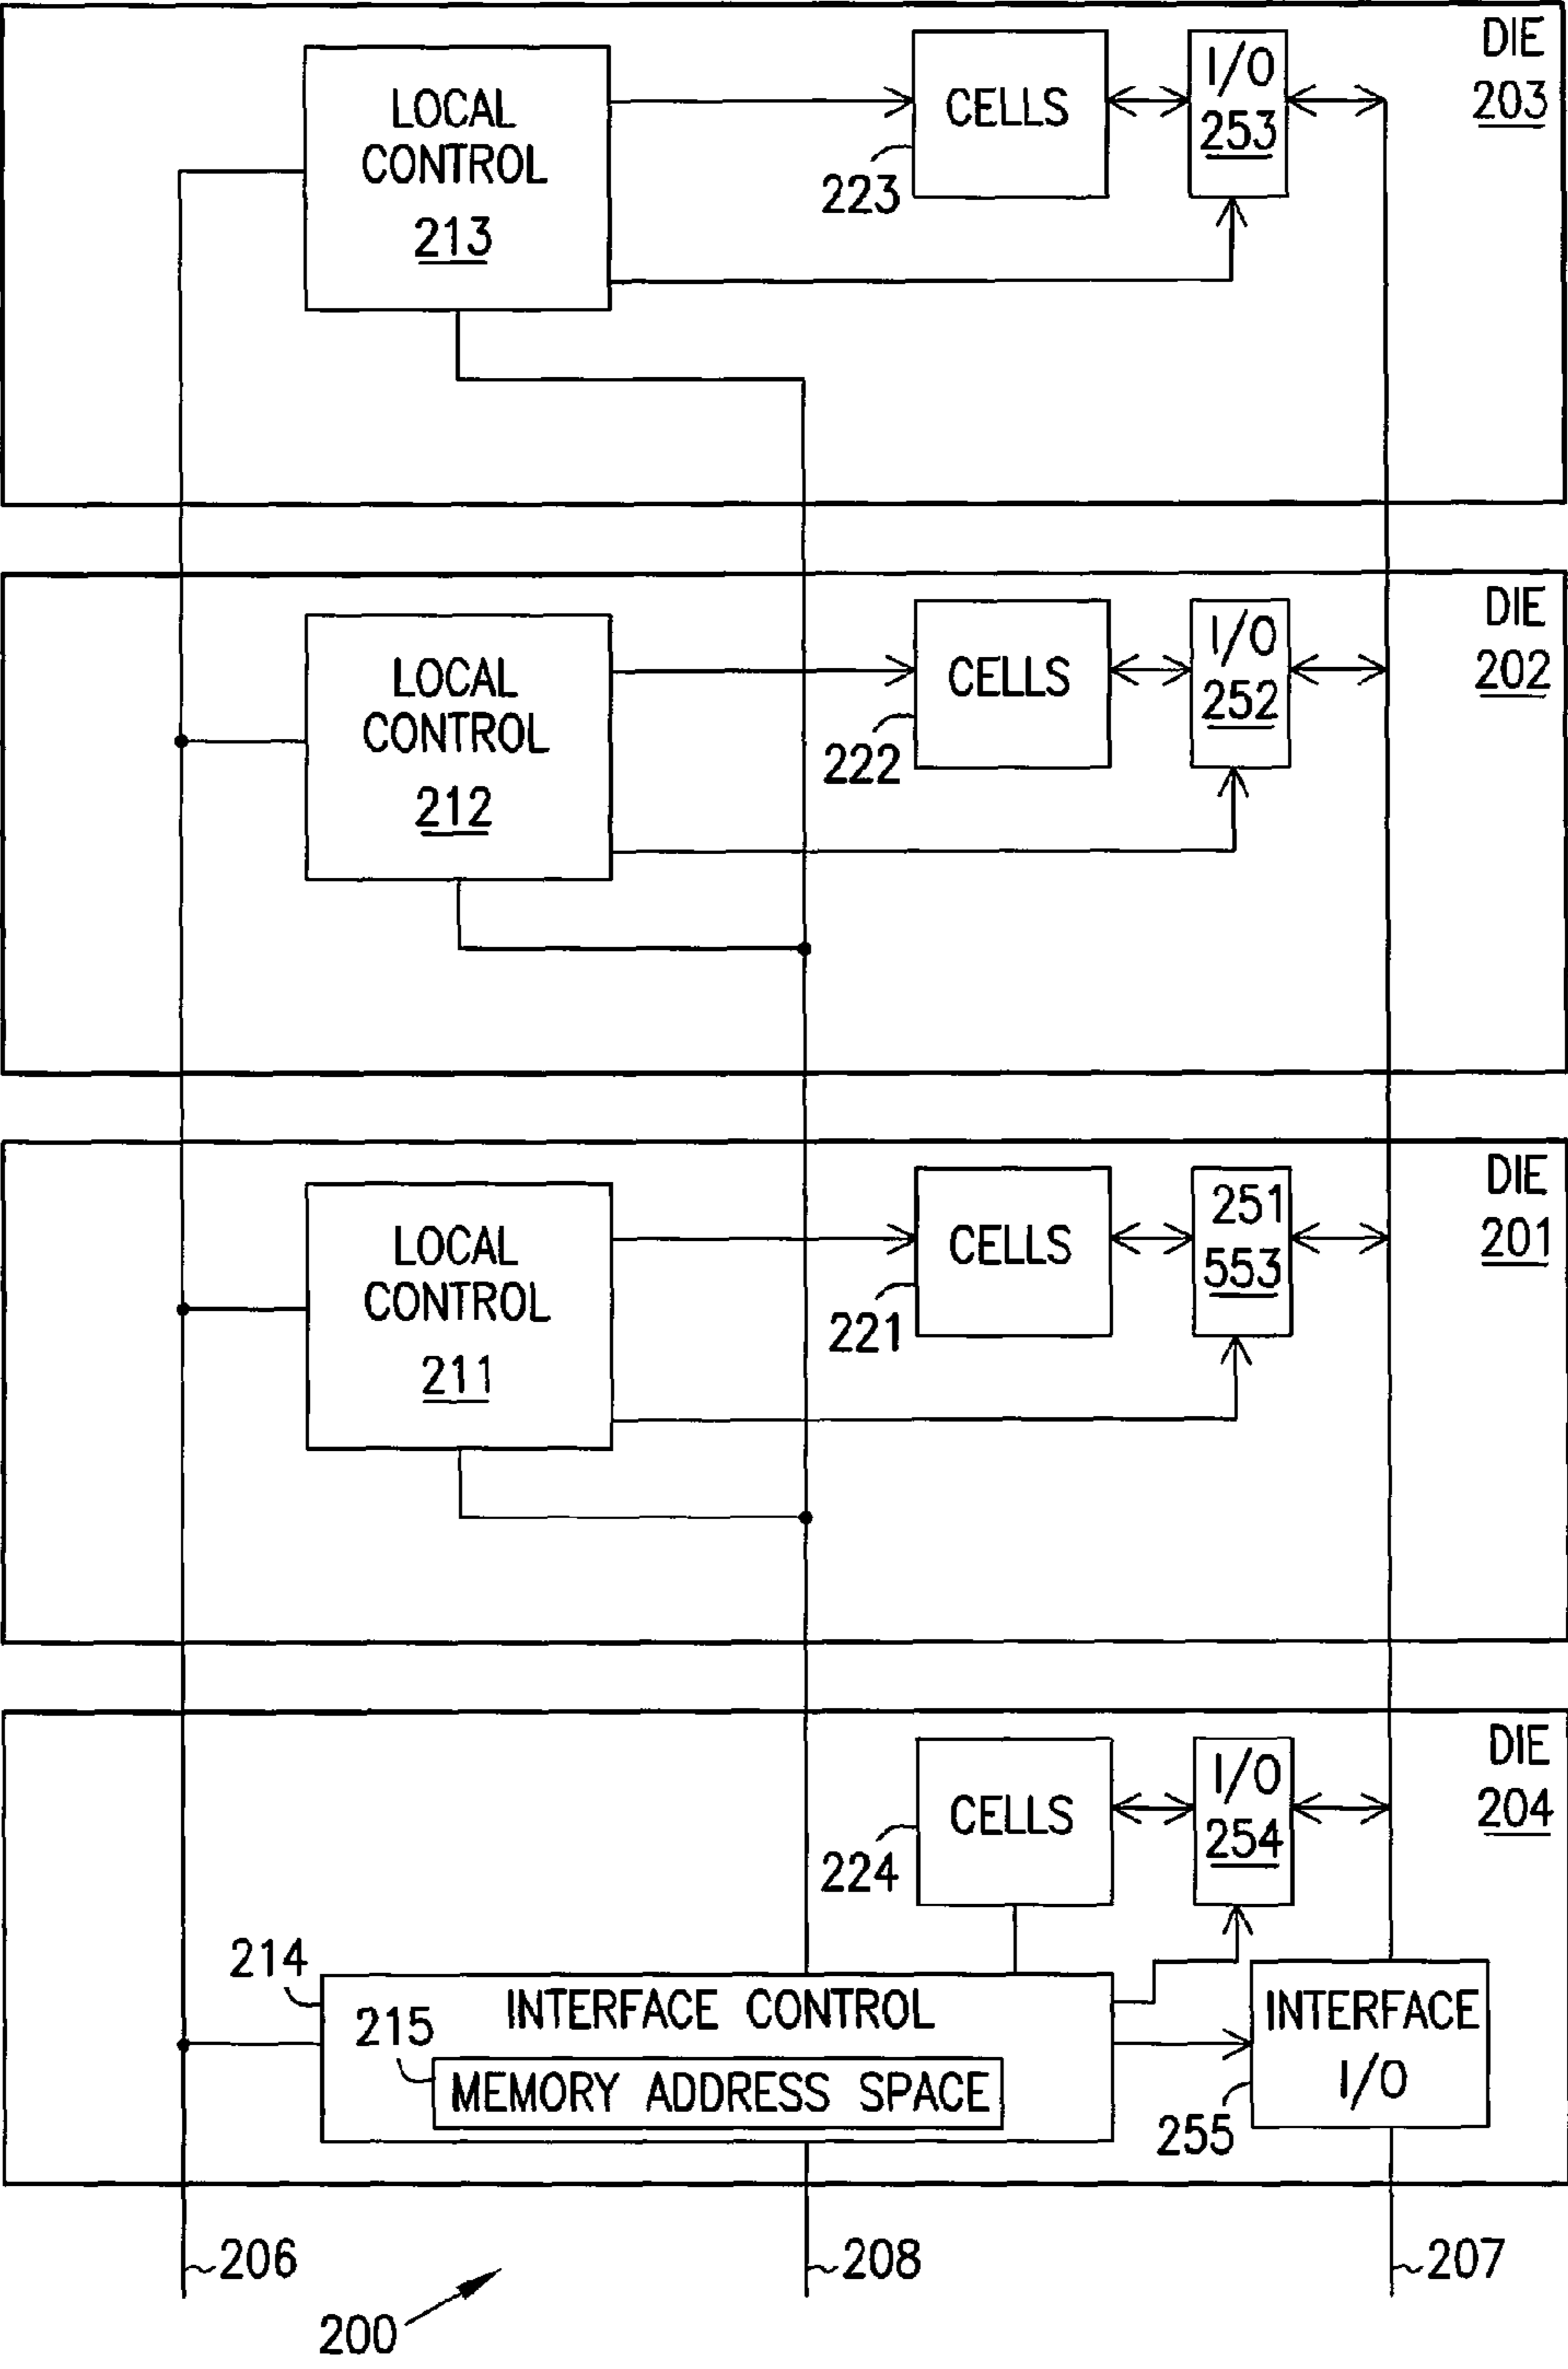 DIE
203
LOCAL
CONTROL
213
CELLS
223
I/O
253
DIE
202
LOCAL
CONTROL
212
CELLS
222
I/O
252
DIE
201
LOCAL
CONTROL
211
CELLS
221
251
553
DIE
204
CELLS
224
I/O
254
214
INTERFACE CONTROL
215
MEMORY ADDRESS SPACE
INTERFACE
I/O
255
206
208
207
200